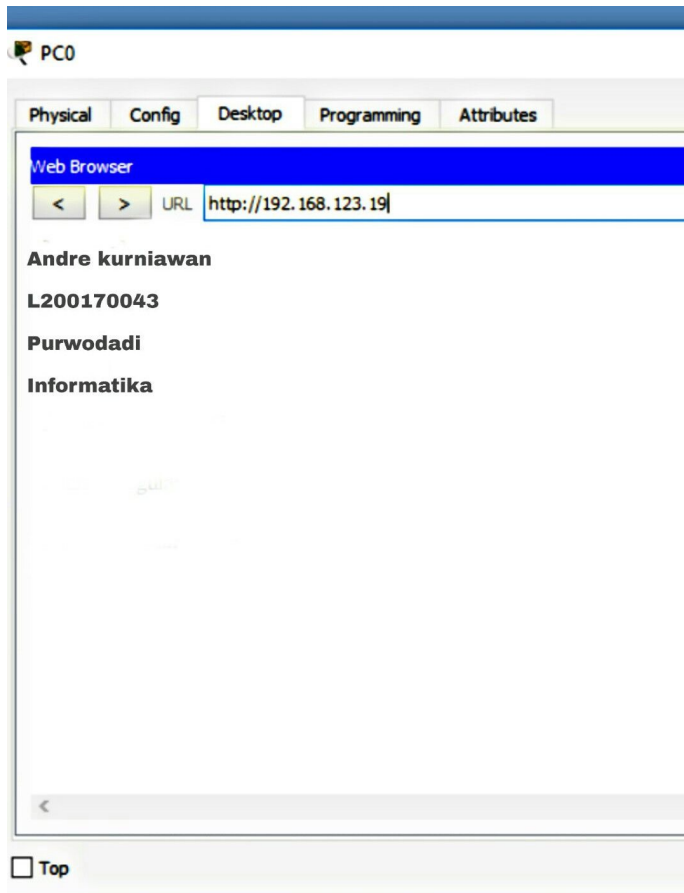 PC0
Physical Config Desktop Programming Attributes
Web Browser
< > URL http://192.168.123.19
Andre kurniawan
L200170043
Purwodadi
Informatika
<
Top